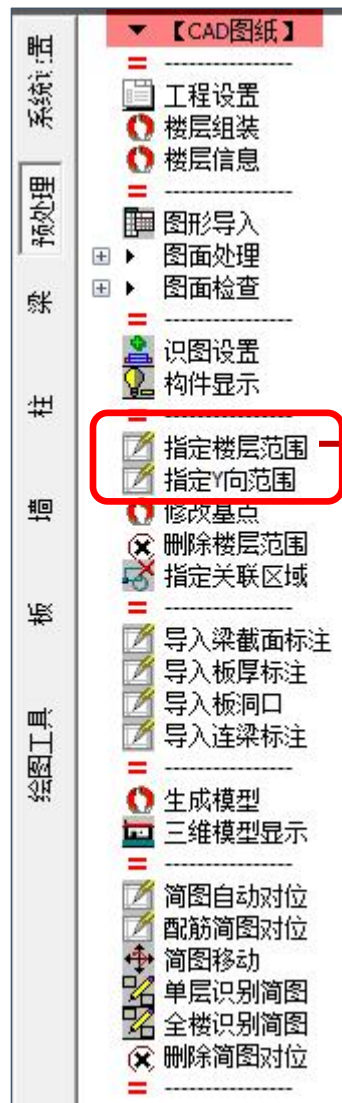 系统设置
预处理
梁
柱
墙
板
绘图工具
【CAD图纸】
工程设置
楼层组装
楼层信息
图形导入
图面处理
图面检查
识图设置
构件显示
指定楼层范围
指定Y向范围
修改基点
删除楼层范围
指定关联区域
导入梁截面标注
导入板厚标注
导入板洞口
导入连梁标注
生成模型
三维模型显示
简图自动对位
配筋简图对位
简图移动
单层识别简图
全楼识别简图
删除简图对位